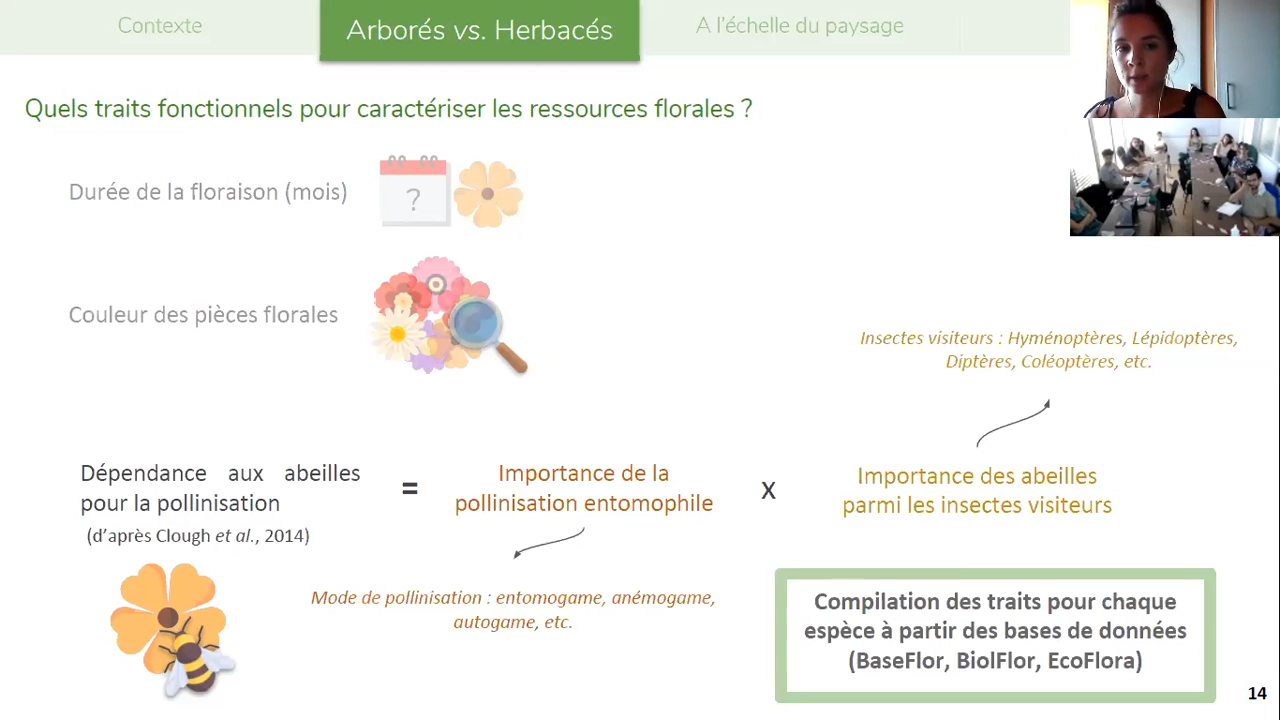 Contexte
Arborés vs. Herbacés
A l'échelle du paysage
Quels traits fonctionnels pour caractériser les ressources florales ?
Durée de la floraison (mois)
?
Couleur des pièces florales
Insectes visiteurs : Hyménoptères, Lépidoptères,
Diptères, Coléoptères, etc.
Dépendance aux abeilles
pour la pollinisation
(d'après Clough et al., 2014)
=
Importance de la
pollinisation entomophile
x
Importance des abeilles
parmi les insectes visiteurs
Mode de pollinisation : entomogame, anémogame,
autogame, etc.
Compilation des traits pour chaque
espèce à partir des bases de données
(BaseFlor, BiolFlor, EcoFlora)
14